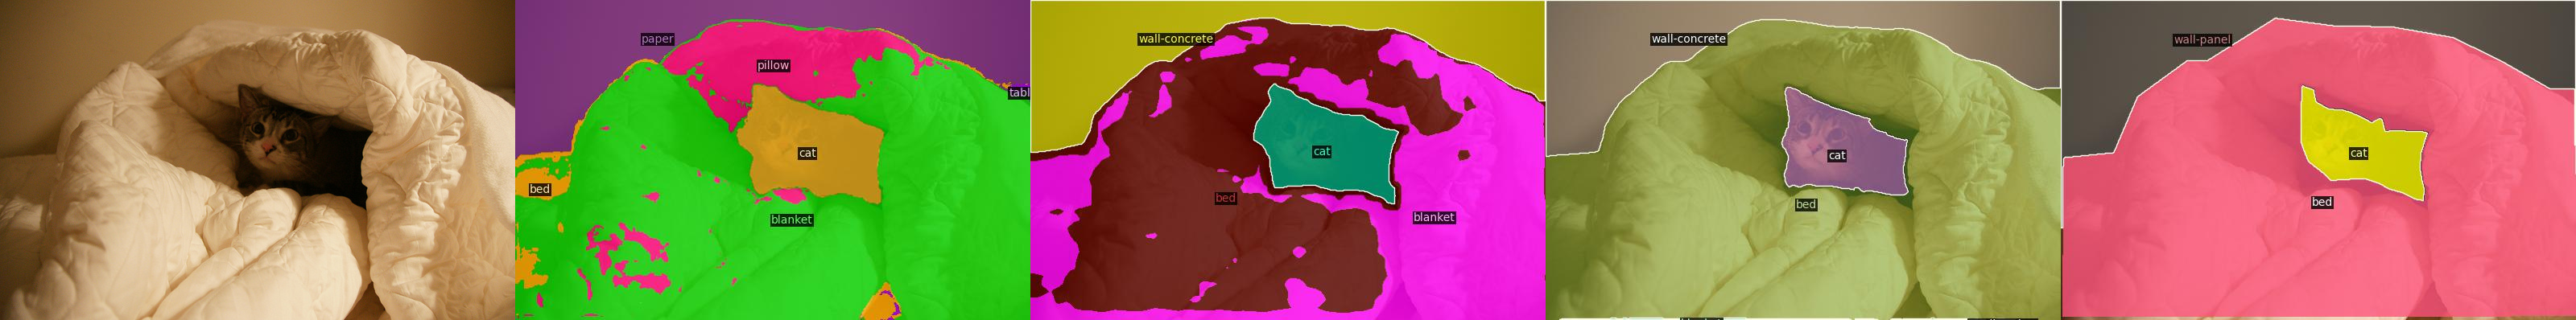 paper
pillow
tabl
cat
bed
blanket
wall-concrete
cat
bed
blanket
wall-concrete
cat
bed
wall-panel
cat
bed